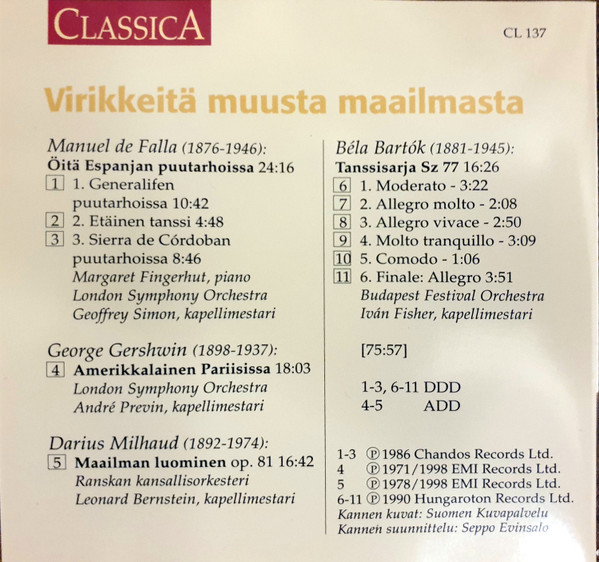 CLASSICA
CL 137
Virikkeitä muusta maailmasta
Manuel de Falla (1876-1946):
Öitä Espanjan puutarhoissa 24:16
1 1. Generalifen
puutarhoissa 10:42
2 2. Etäinen tanssi 4:48
3 3. Sierra de Córdoban
puutarhoissa 8:46
Margaret Fingerhut, piano
London Symphony Orchestra
Geoffrey Simon, kapellimestari
George Gershwin (1898-1937):
4 Amerikkalainen Pariisissa 18:03
London Symphony Orchestra
André Previn, kapellimestari
Darius Milhaud (1892-1974):
5 Maailman luominen op. 81 16:42
Ranskan kansallisorkesteri
Leonard Bernstein, kapellimestari
Béla Bartók (1881-1945):
Tanssisarja Sz 77 16:26
6 1. Moderato - 3:22
7 2. Allegro molto - 2:08
8 3. Allegro vivace - 2:50
9 4. Molto tranquillo - 3:09
10 5. Comodo - 1:06
11 6. Finale: Allegro 3:51
Budapest Festival Orchestra
Iván Fisher, kapellimestari
[75:57]
1-3, 6-11 DDD
4-5 ADD
1-3 ℗ 1986 Chandos Records Ltd.
4 ℗ 1971/1998 EMI Records Ltd.
5 ℗ 1978/1998 EMI Records Ltd.
6-11 ℗ 1990 Hungaroton Records Ltd.
Kannen kuvat: Suomen Kuvapalvelu
Kannen suunnittelu: Seppo Evinsalo